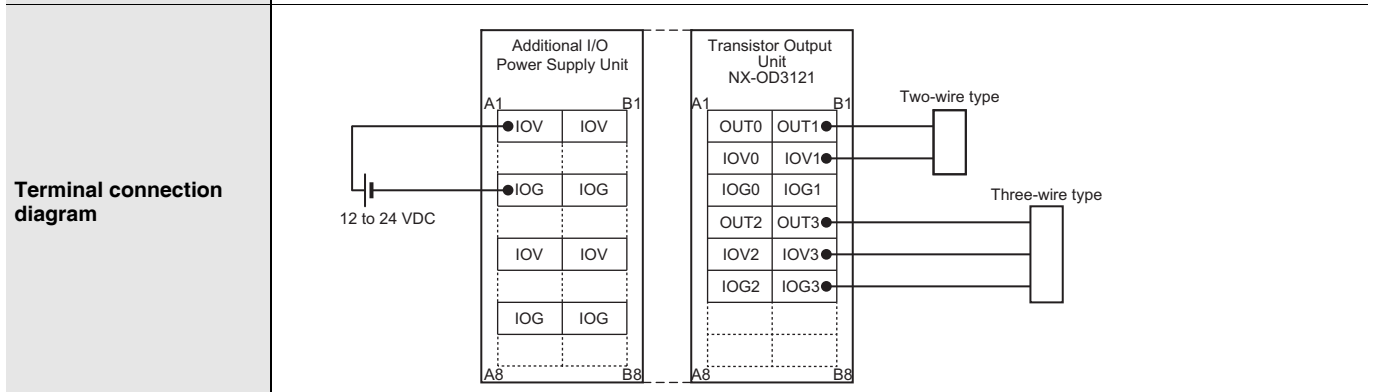 Terminal connection
diagram
Additional I/O
Power Supply Unit
A1 B1
IOV IOV
IOG IOG
IOV IOV
IOG IOG
A8 B8
12 to 24 VDC
Transistor Output
Unit
NX-OD3121
A1 B1
OUT0 OUT1
IOV0 IOV1
IOG0 IOG1
OUT2 OUT3
IOV2 IOV3
IOG2 IOG3
A8 B8
Two-wire type
Three-wire type